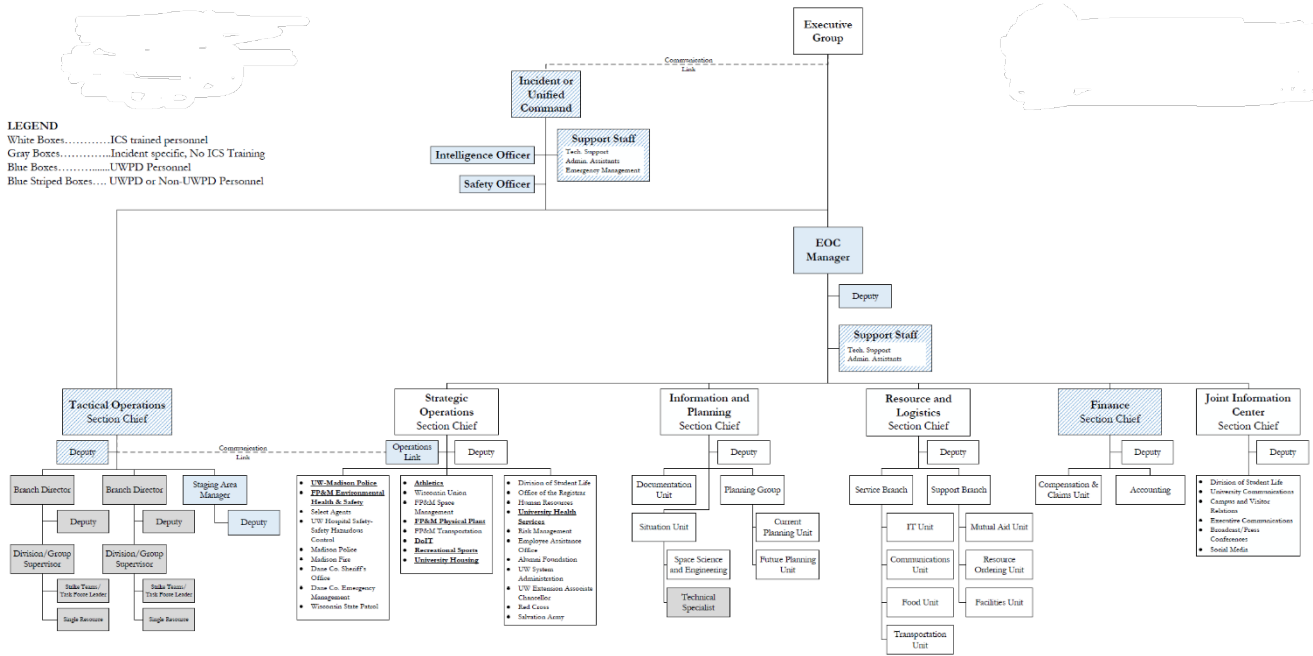 Executive
Group
Communication
Link
Incident or
Unified
Command
LEGEND
White Boxes…………ICS trained personnel
Gray Boxes…………..Incident specific, No ICS Training
Blue Boxes……….......UWPD Personnel
Blue Striped Boxes…. UWPD or Non-UWPD Personnel
Support Staff
Tech. Support
Admin. Assistants
Emergency Management
Intelligence Officer
Safety Officer
EOC
Manager
Deputy
Support Staff
Tech. Support
Admin. Assistants
Tactical Operations
Section Chief
Deputy
Communication
Link
Branch Director
Deputy
Division/Group
Supervisor
Strike Team/
Task Force Leader
Single Resource
Branch Director
Deputy
Division/Group
Supervisor
Strike Team/
Task Force Leader
Single Resource
Staging Area
Manager
Deputy
Strategic
Operations
Section Chief
Operations
Link
Deputy
• UW-Madison Police
• FP&M Environmental
Health & Safety
• Select Agents
• UW Hospital Safety-
Safety Hazardous
Control
• Madison Police
• Madison Fire
• Dane Co. Sheriff's
Office
• Dane Co. Emergency
Management
• Wisconsin State Patrol
• Athletics
• Wisconsin Union
• FP&M Space
Management
• FP&M Physical Plant
• FP&M Transportation
• DoIT
• Recreational Sports
• University Housing
• Division of Student Life
• Office of the Registrar
• Human Resources
• University Health
Services
• Risk Management
• Employee Assistance
Office
• Alumni Foundation
• UW System
Administration
• UW Extension Associate
Chancellor
• Red Cross
• Salvation Army
Information and
Planning
Section Chief
Deputy
Documentation
Unit
Situation Unit
Space Science
and Engineering
Technical
Specialist
Planning Group
Current
Planning Unit
Future Planning
Unit
Resource and
Logistics
Section Chief
Deputy
Service Branch
IT Unit
Communications
Unit
Food Unit
Transportation
Unit
Support Branch
Mutual Aid Unit
Resource
Ordering Unit
Facilities Unit
Finance
Section Chief
Deputy
Compensation &
Claims Unit
Accounting
Joint Information
Center
Section Chief
Deputy
• Division of Student Life
• University Communications
• Campus and Visitor
Relations
• Executive Communications
• Broadcast/Press
Conferences
• Social Media